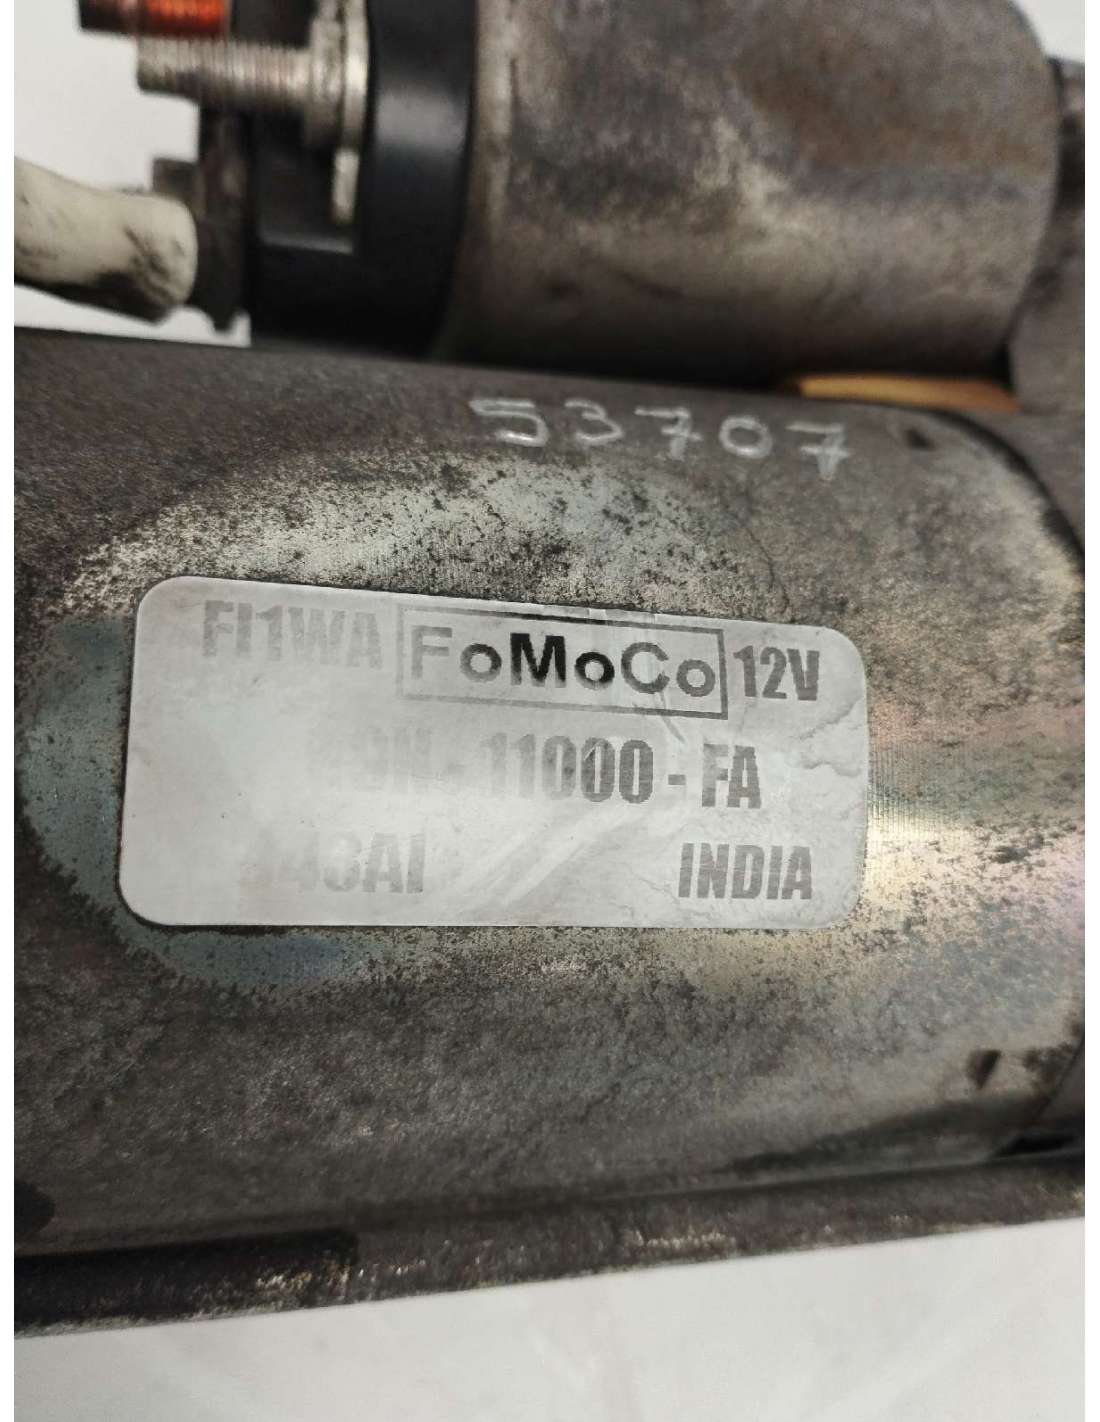 53707
FI1WA FoMoCo 12V
-11000-FA
INDIA